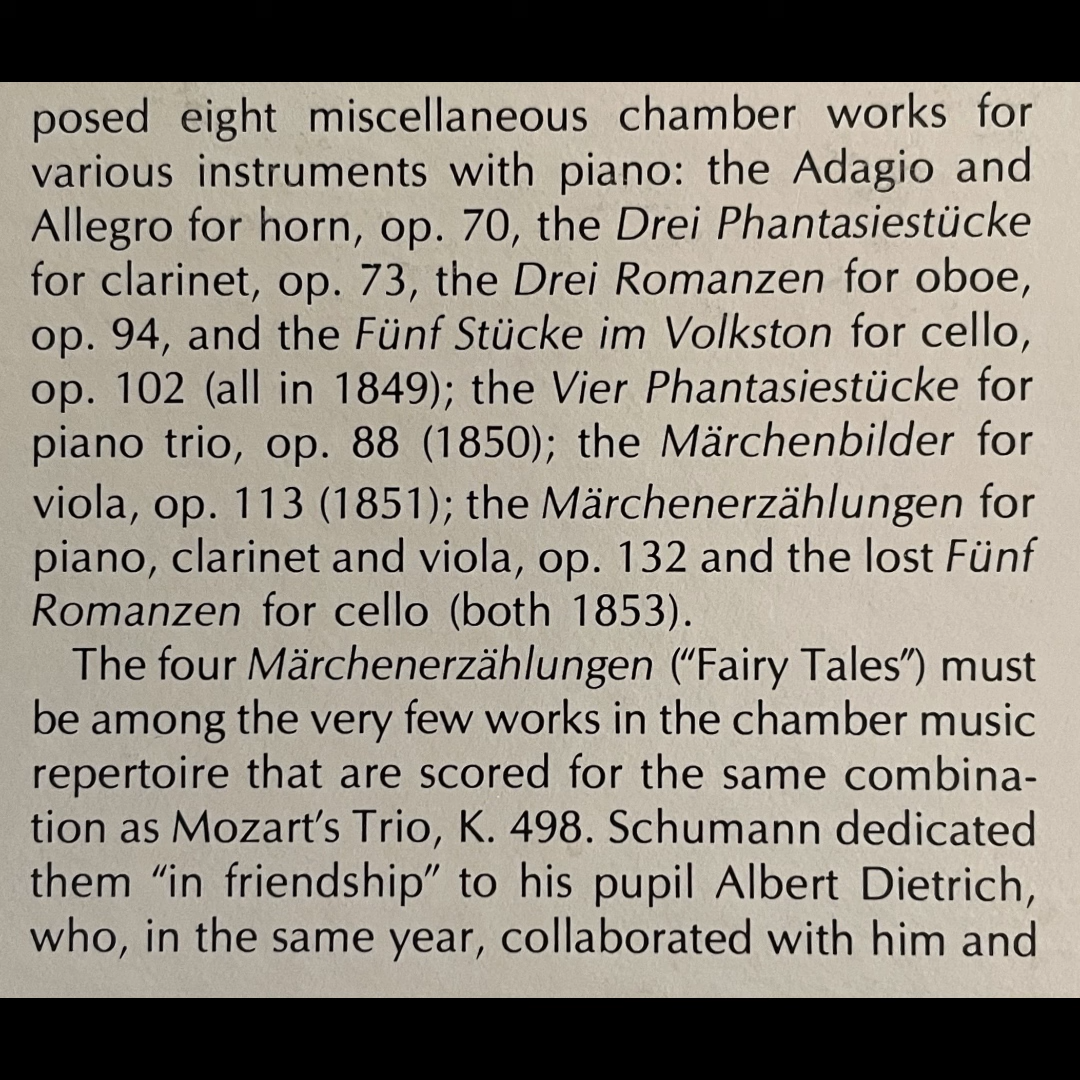 posed eight miscellaneous chamber works for
various instruments with piano: the Adagio and
Allegro for horn, op. 70, the Drei Phantasiestücke
for clarinet, op. 73, the Drei Romanzen for oboe,
op. 94, and the Fünf Stücke im Volkston for cello,
op. 102 (all in 1849); the Vier Phantasiestücke for
piano trio, op. 88 (1850); the Märchenbilder for
viola, op. 113 (1851); the Märchenerzählungen for
piano, clarinet and viola, op. 132 and the lost Fünf
Romanzen for cello (both 1853).
The four Märchenerzählungen (“Fairy Tales”) must
be among the very few works in the chamber music
repertoire that are scored for the same combina-
tion as Mozart’s Trio, K. 498. Schumann dedicated
them “in friendship” to his pupil Albert Dietrich,
who, in the same year, collaborated with him and